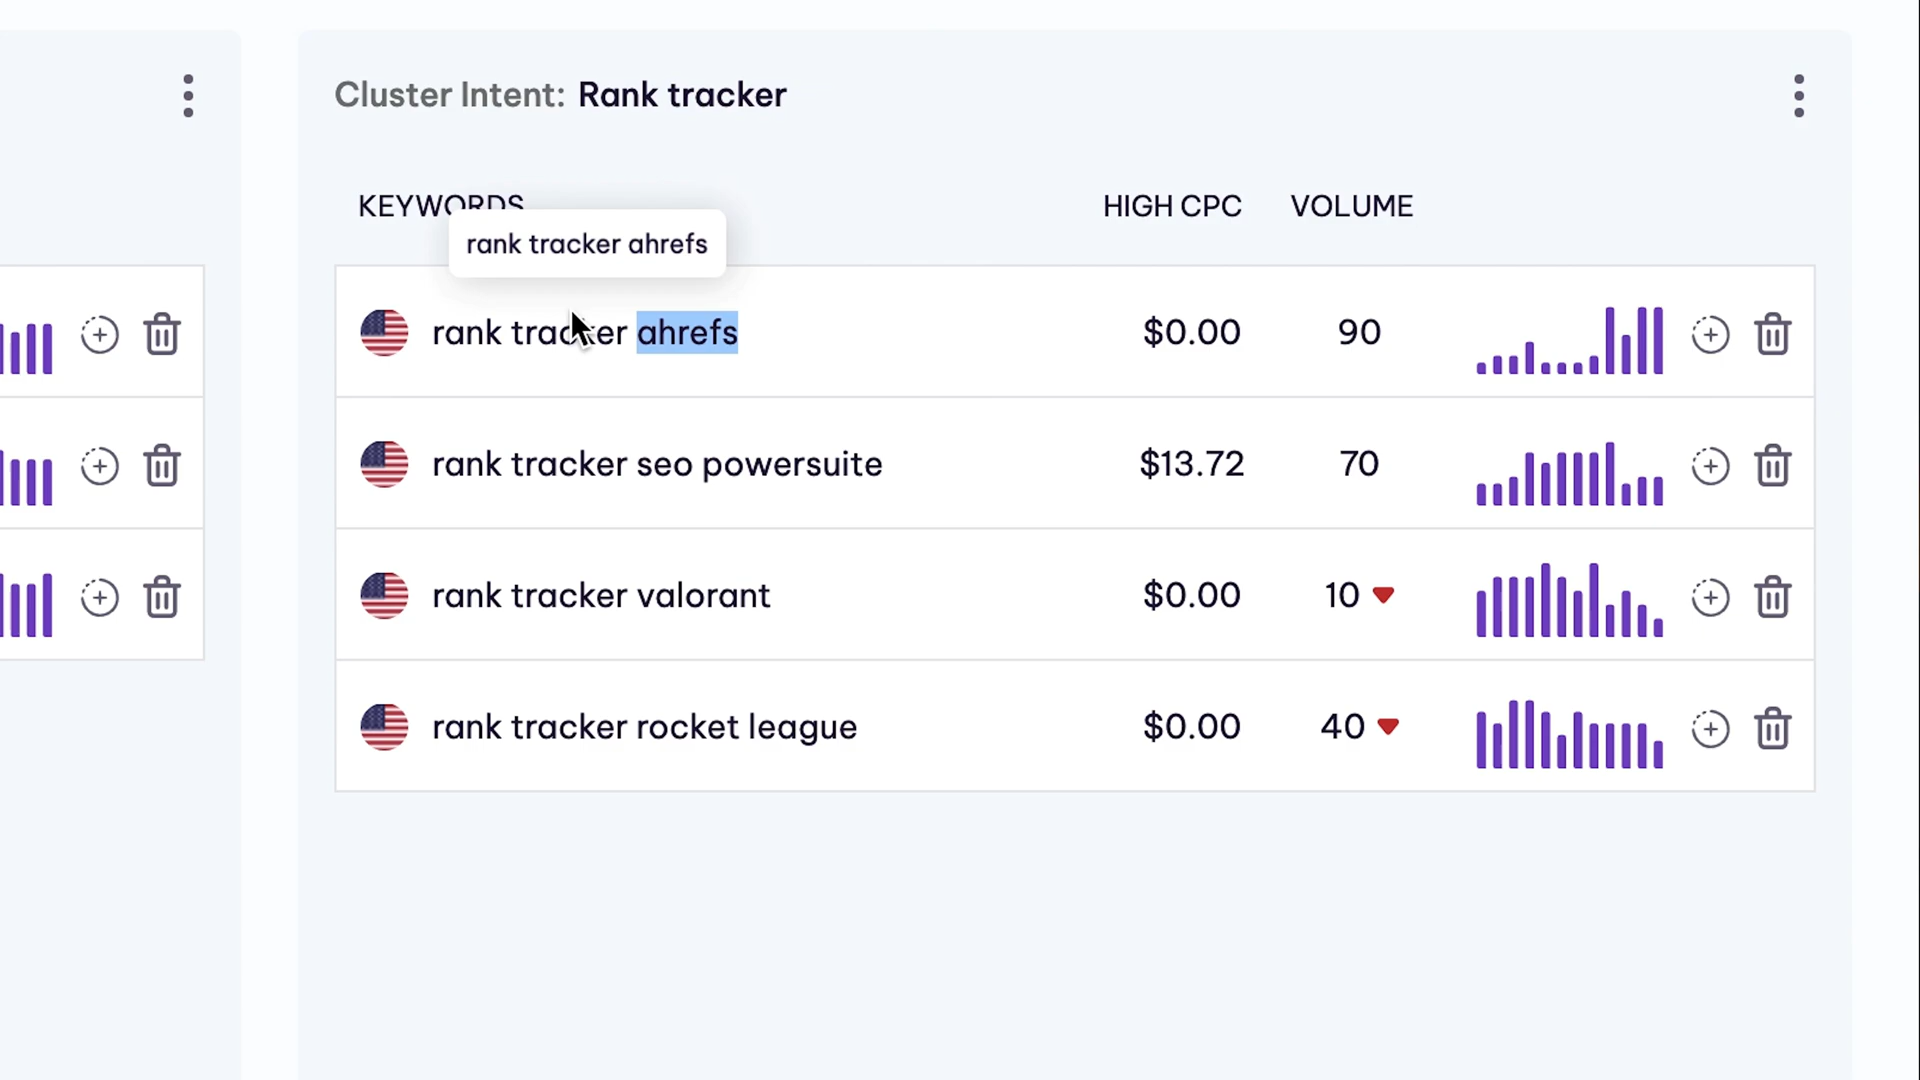 Cluster Intent: Rank tracker
KEYWORDS HIGH CPC VOLUME
rank tracker ahrefs
rank tracker ahrefs $0.00 90
rank tracker seo powersuite $13.72 70
rank tracker valorant $0.00 10
rank tracker rocket league $0.00 40